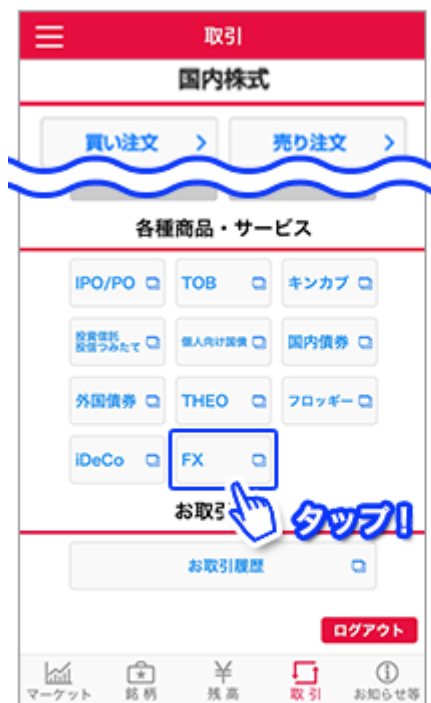 取引
国内株式
買い注文
売り注文
各種商品・サービス
IPO/PO
TOB
キンカブ
投資信託
投信つみたて
個人向け国債
国内債券
外国債券
THEO
フロッギー
iDeCo
FX
お取引
タップ!
お取引履歴
ログアウト
マーケット
銘柄
残高
取引
お知らせ等